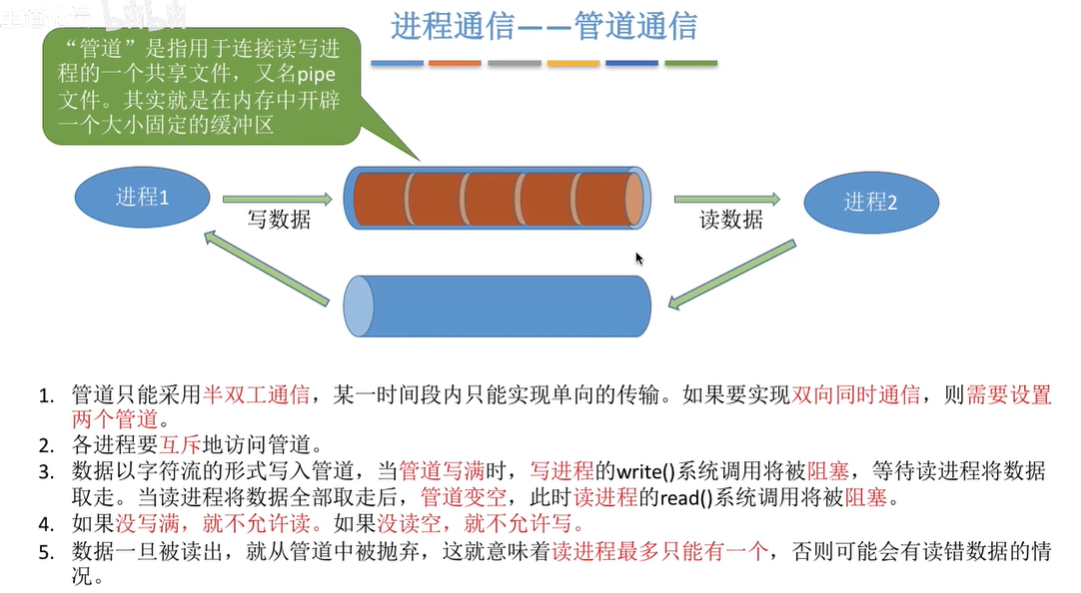 王道论坛 bilibili
进程通信——管道通信
“管道”是指用于连接读写进
程的一个共享文件，又名pipe
文件。其实就是在内存中开辟
一个大小固定的缓冲区
进程1
写数据
读数据
进程2
1. 管道只能采用半双工通信，某一时间段内只能实现单向的传输。如果要实现双向同时通信，则需要设置
两个管道。
2. 各进程要互斥地访问管道。
3. 数据以字符流的形式写入管道，当管道写满时，写进程的write()系统调用将被阻塞，等待读进程将数据
取走。当读进程将数据全部取走后，管道变空，此时读进程的read()系统调用将被阻塞。
4. 如果没写满，就不允许读。如果没读空，就不允许写。
5. 数据一旦被读出，就从管道中被抛弃，这就意味着读进程最多只能有一个，否则可能会有读错数据的情
况。